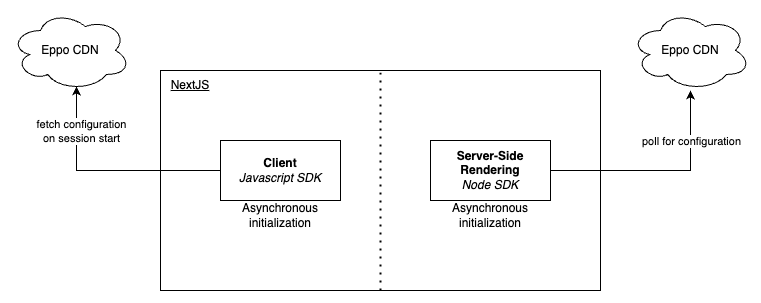 Eppo CDN
Eppo CDN
NextJS
fetch configuration
on session start
poll for configuration
Client
Javascript SDK
Asynchronous
initialization
Server-Side
Rendering
Node SDK
Asynchronous
initialization